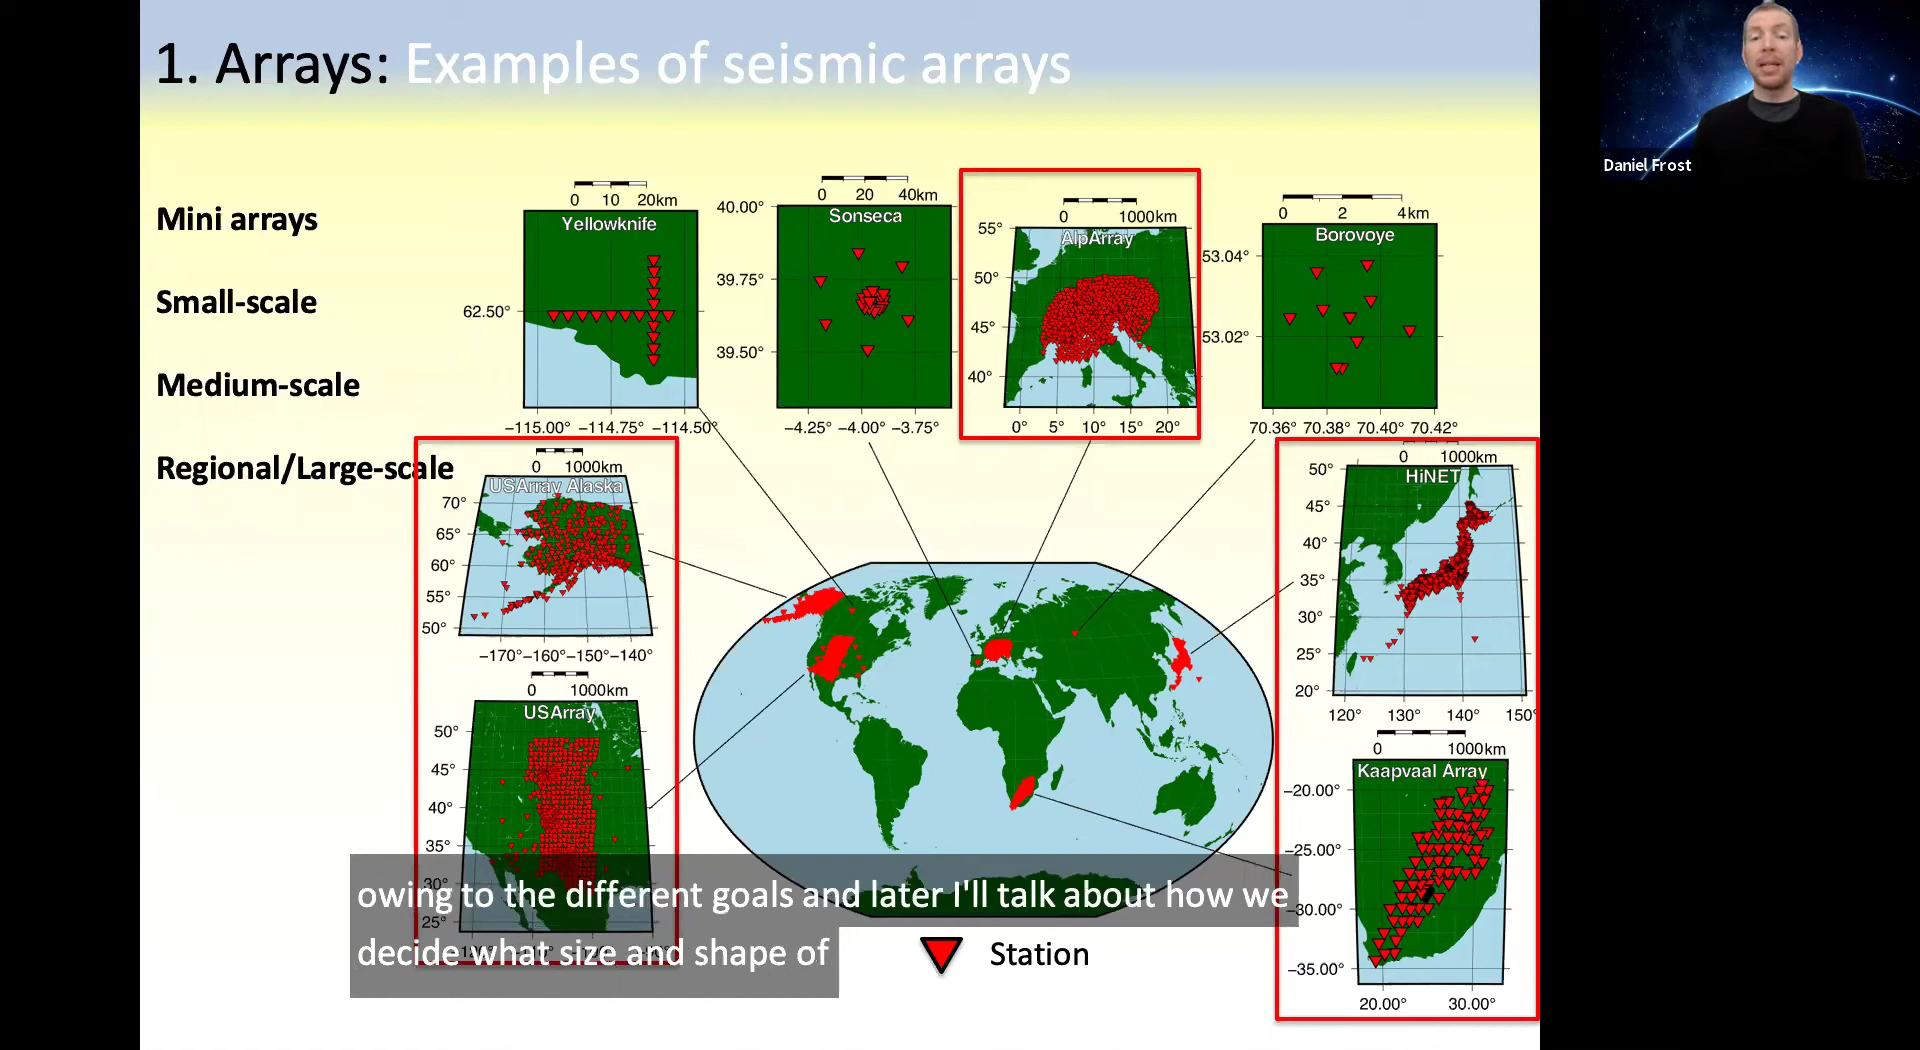 1. Arrays: Examples of seismic arrays
Daniel Frost
Mini arrays
Small-scale
Medium-scale
Regional/Large-scale
0 10 20km
Yellowknife
62.50°
−115.00° −114.75° −114.50°
0 20 40km
Sonseca
40.00°
39.75°
39.50°
−4.25° −4.00° −3.75°
0 1000km
AlpArray
55°
50°
45°
40°
0° 5° 10° 15° 20°
0 2 4km
Borovoye
53.04°
53.02°
70.36° 70.38° 70.40° 70.42°
0 1000km
USArray Alaska
70°
65°
60°
55°
50°
−170° −160° −150° −140°
0 1000km
USArray
50°
45°
40°
35°
30°
25°
0 1000km
HiNET
50°
45°
40°
35°
30°
25°
20°
120° 130° 140° 150°
0 1000km
Kaapvaal Array
−20.00°
−25.00°
−30.00°
−35.00°
20.00° 30.00°
owing to the different goals and later I'll talk about how we
decide what size and shape of
Station